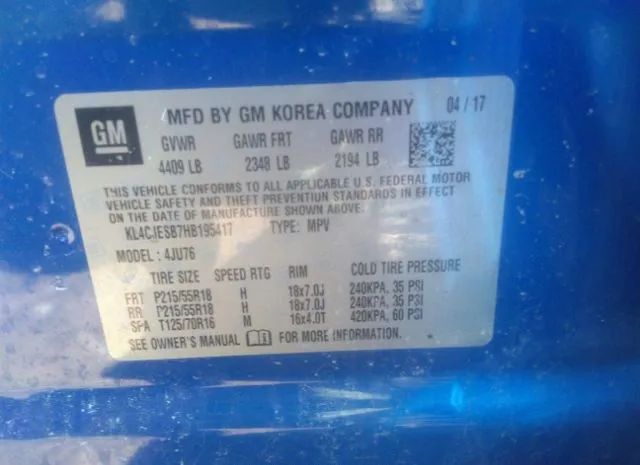 GM
MFD BY GM KOREA COMPANY 04 / 17
GVWR GAWR FRT GAWR RR
4409 LB 2348 LB 2194 LB
THIS VEHICLE CONFORMS TO ALL APPLICABLE U.S. FEDERAL MOTOR
VEHICLE SAFETY AND THEFT PREVENTION STANDARDS IN EFFECT
ON THE DATE OF MANUFACTURE SHOWN ABOVE.
KL4CJESB7HB195417 TYPE: MPV
MODEL: 4JU76
TIRE SIZE SPEED RTG RIM COLD TIRE PRESSURE
FRT P215/55R18 H 18x7.0J 240KPA, 35 PSI
RR P215/55R18 H 18x7.0J 240KPA, 35 PSI
SPA T125/70R16 M 16x4.0T 420KPA, 60 PSI
SEE OWNER'S MANUAL FOR MORE INFORMATION.